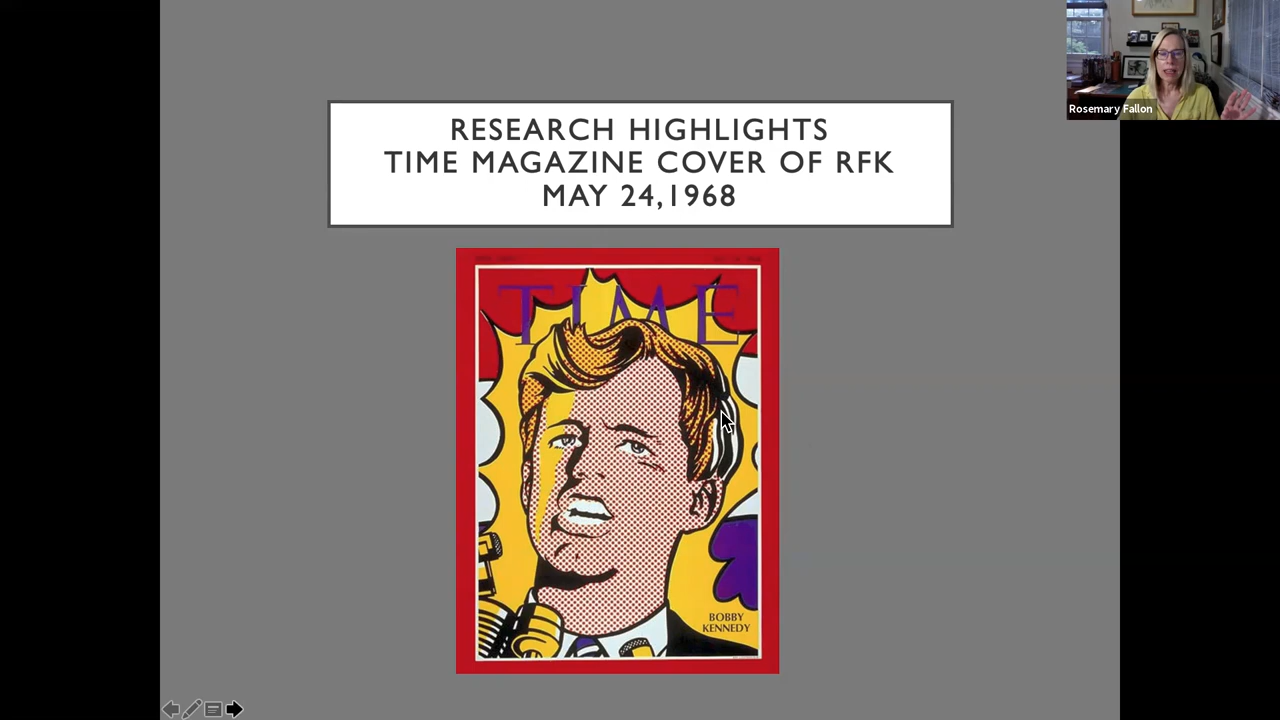 RESEARCH HIGHLIGHTS
TIME MAGAZINE COVER OF RFK
MAY 24,1968
TIME
BOBBY
KENNEDY
Rosemary Fallon